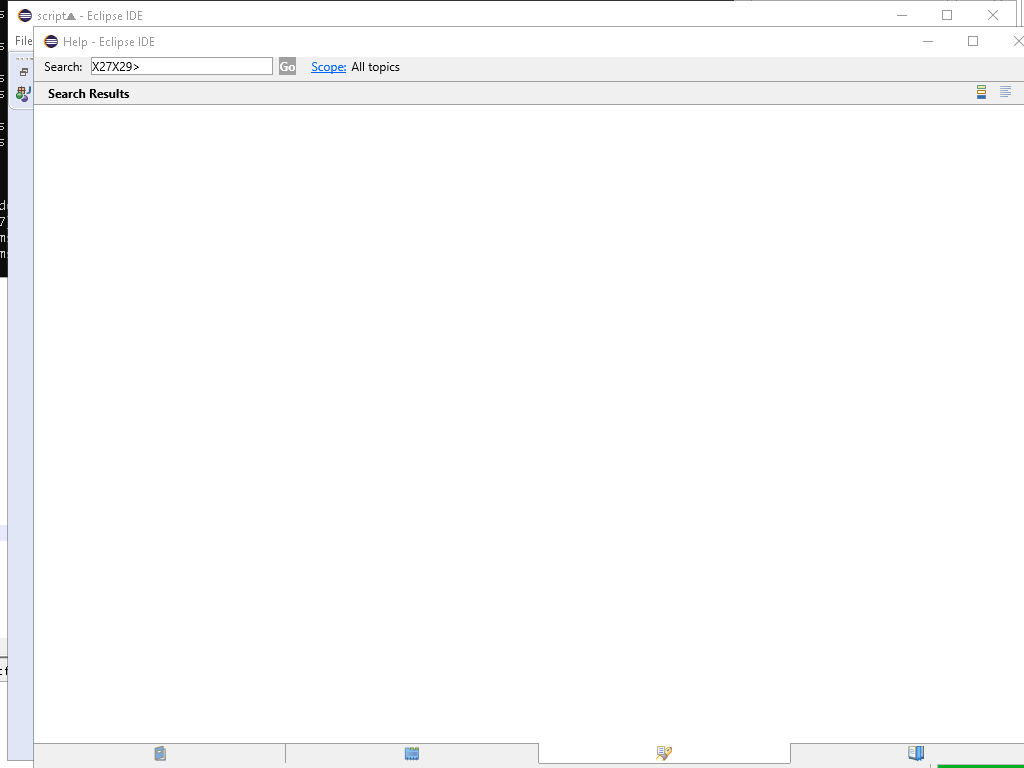 script▲ - Eclipse IDE
File
Help - Eclipse IDE
Search: X27X29> Go Scope: All topics
Search Results